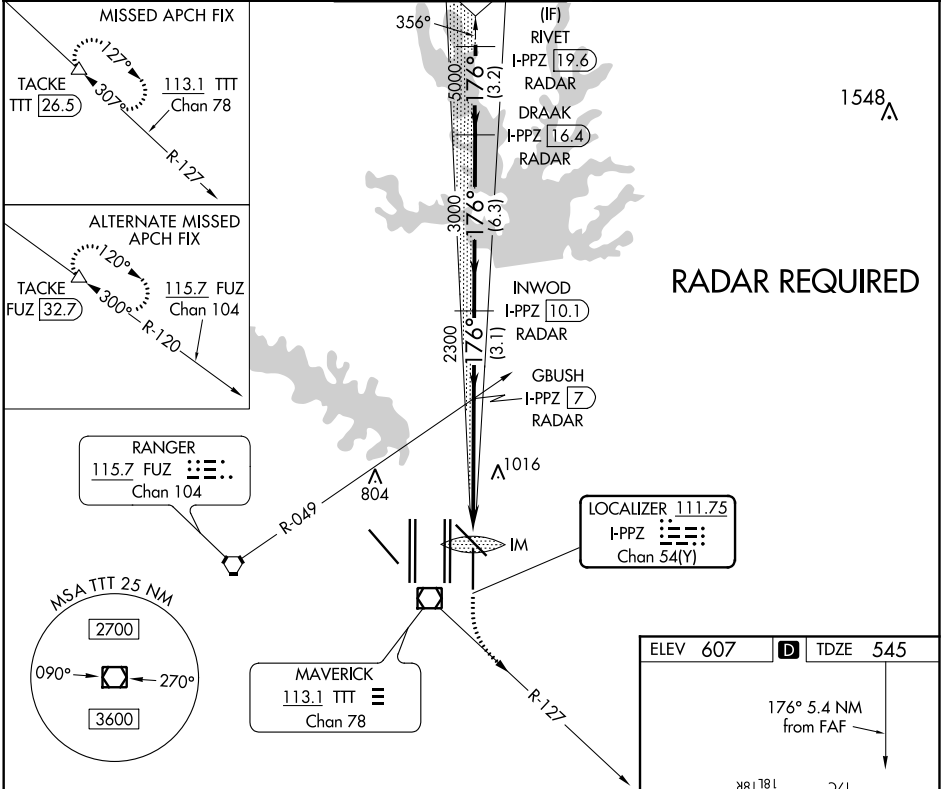 MISSED APCH FIX
127°
TACKE
TTT 26.5
307°
113.1 TTT
Chan 78
R-127
ALTERNATE MISSED
APCH FIX
120°
TACKE
FUZ 32.7
300°
115.7 FUZ
Chan 104
R-120
356°
(IF)
RIVET
I-PPZ 19.6
RADAR
5000
176°
(3.2)
DRAAK
I-PPZ 16.4
RADAR
3000
176°
(6.3)
INWOD
I-PPZ 10.1
RADAR
2300
176°
(3.1)
GBUSH
I-PPZ 7
RADAR
1548
RADAR REQUIRED
RANGER
115.7 FUZ
Chan 104
R-049
804
1016
IM
LOCALIZER 111.75
I-PPZ
Chan 54(Y)
MSA TTT 25 NM
2700
090°
270°
3600
MAVERICK
113.1 TTT
Chan 78
R-127
ELEV 607 D TDZE 545
176° 5.4 NM
from FAF
18L
18R
17C